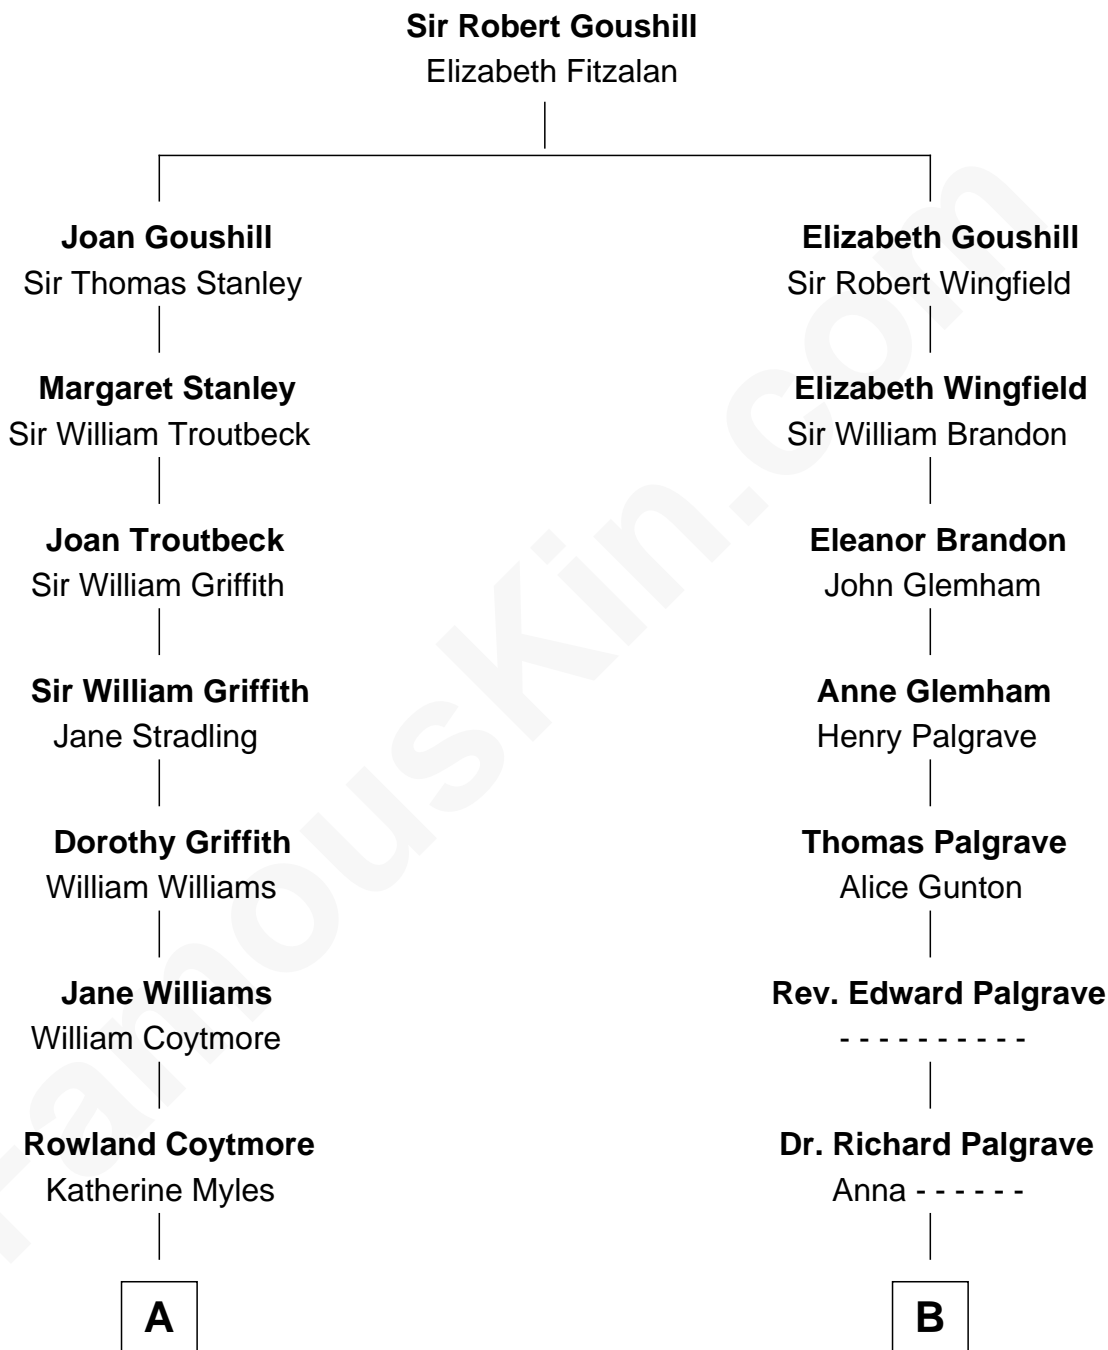 Sir Robert Goushill
Elizabeth Fitzalan
Joan Goushill
Sir Thomas Stanley
Elizabeth Goushill
Sir Robert Wingfield
Margaret Stanley
Sir William Troutbeck
Elizabeth Wingfield
Sir William Brandon
Joan Troutbeck
Sir William Griffith
Eleanor Brandon
John Glemham
Sir William Griffith
Jane Stradling
Anne Glemham
Henry Palgrave
Dorothy Griffith
William Williams
Thomas Palgrave
Alice Gunton
Jane Williams
William Coytmore
Rev. Edward Palgrave
- - - - - - - - - -
Rowland Coytmore
Katherine Myles
Dr. Richard Palgrave
Anna - - - - - -
A
B
FamousKin.com